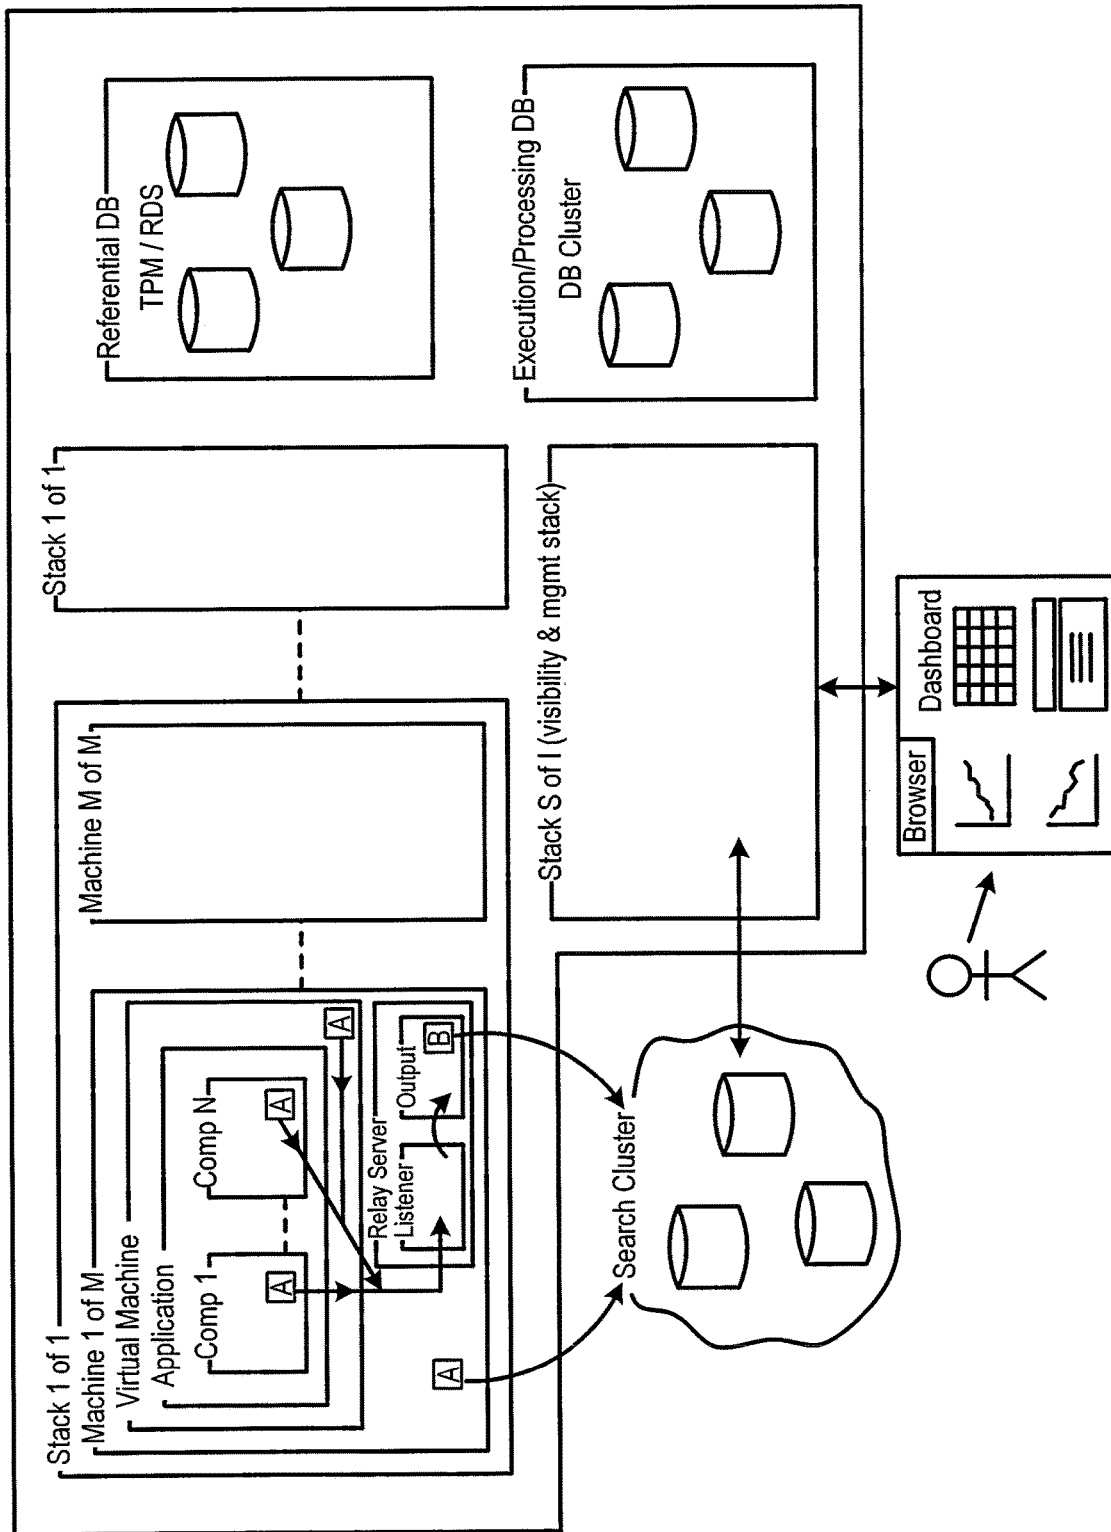 Stack 1 of 1
Machine 1 of M
Virtual Machine
Application
Comp 1
A
Comp N
A
A
Relay Server
Listener
Output
B
A
Machine M of M
Stack 1 of 1
Referential DB
TPM / RDS
Search Cluster
Stack S of I (visibility & mgmt stack)
Execution/Processing DB
DB Cluster
Browser
Dashboard